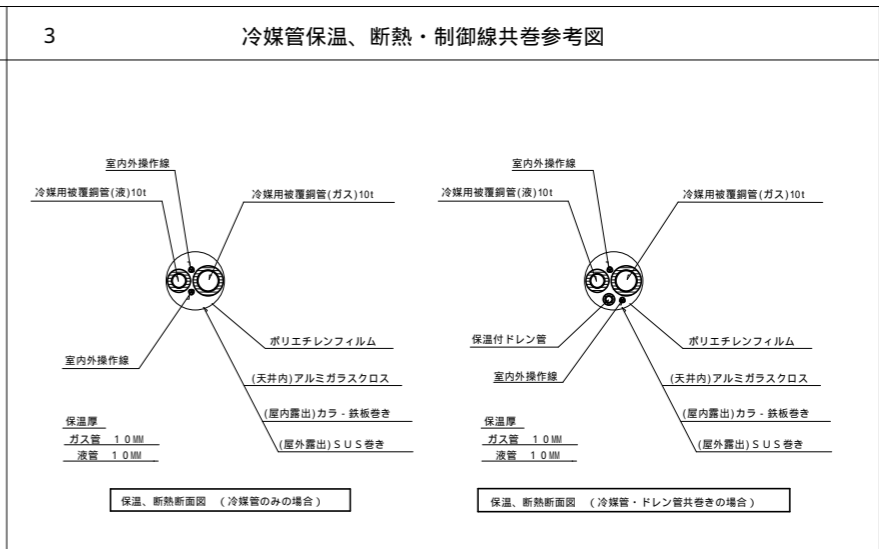 3
冷媒管保温、断熱・制御線共巻参考図
室内外操作線
冷媒用被覆銅管(液)10t
冷媒用被覆銅管(ガス)10t
ポリエチレンフィルム
室内外操作線
(天井内)アルミガラスクロス
(屋内露出)カラ-鉄板巻き
(屋外露出)SUS巻き
保温厚
ガス管 10MM
液管 10MM
保温、断熱断面図 (冷媒管のみの場合)
室内外操作線
冷媒用被覆銅管(液)10t
冷媒用被覆銅管(ガス)10t
保温付ドレン管
ポリエチレンフィルム
室内外操作線
(天井内)アルミガラスクロス
(屋内露出)カラ-鉄板巻き
(屋外露出)SUS巻き
保温厚
ガス管 10MM
液管 10MM
保温、断熱断面図 (冷媒管・ドレン管共巻きの場合)